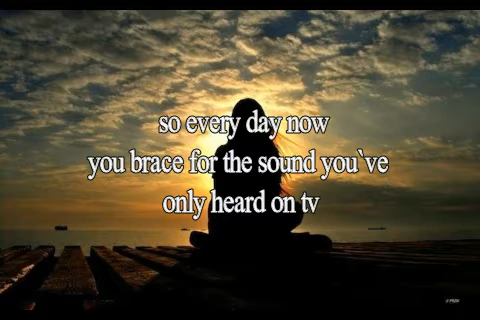 so every day now
you brace for the sound you`ve
only heard on tv